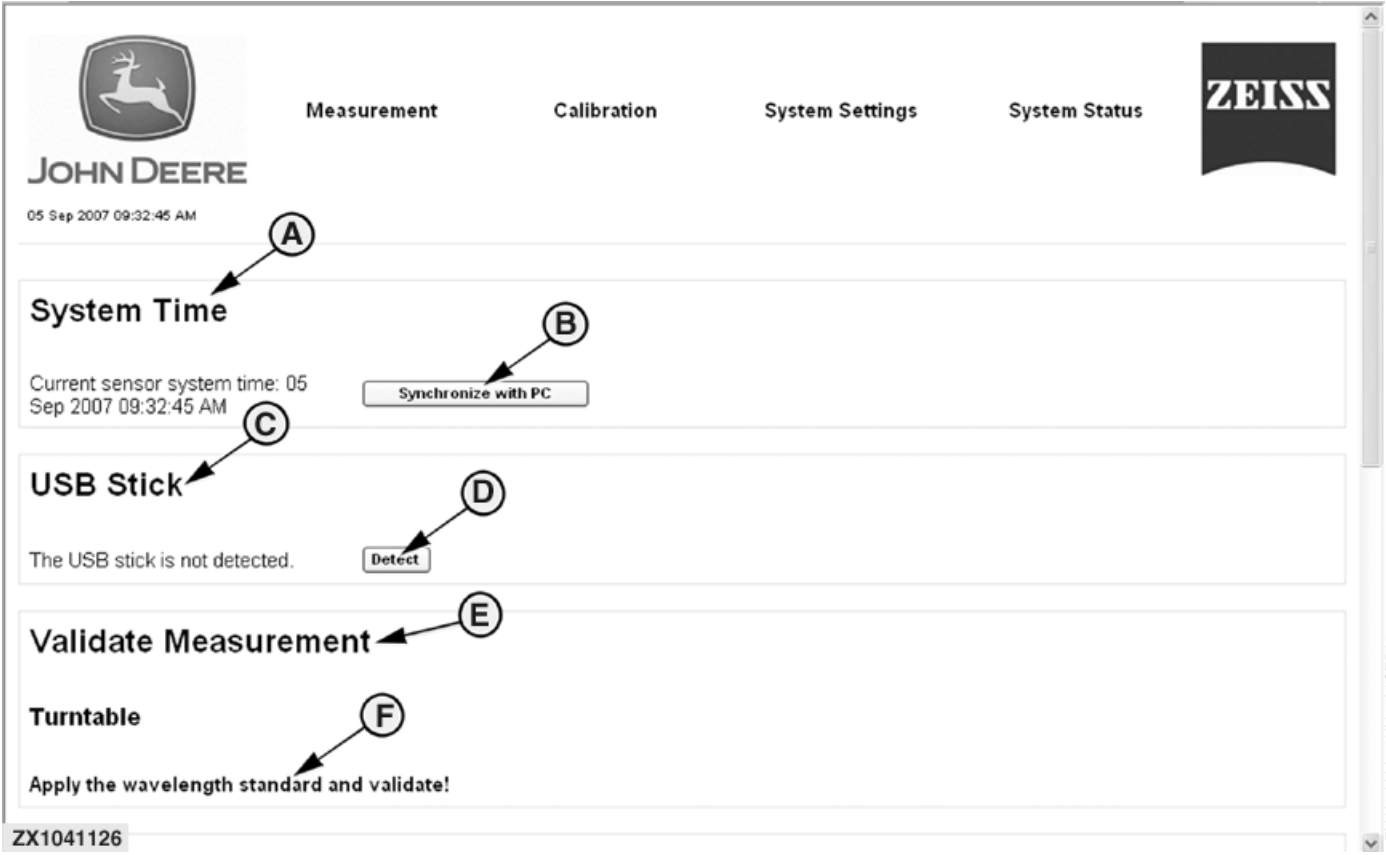 JOHN DEERE
Measurement
Calibration
System Settings
System Status
ZEISS
05 Sep 2007 09:32:45 AM
A
System Time
B
Current sensor system time: 05
Sep 2007 09:32:45 AM
Synchronize with PC
C
USB Stick
D
The USB stick is not detected.
Detect
E
Validate Measurement
Turntable
F
Apply the wavelength standard and validate!
ZX1041126